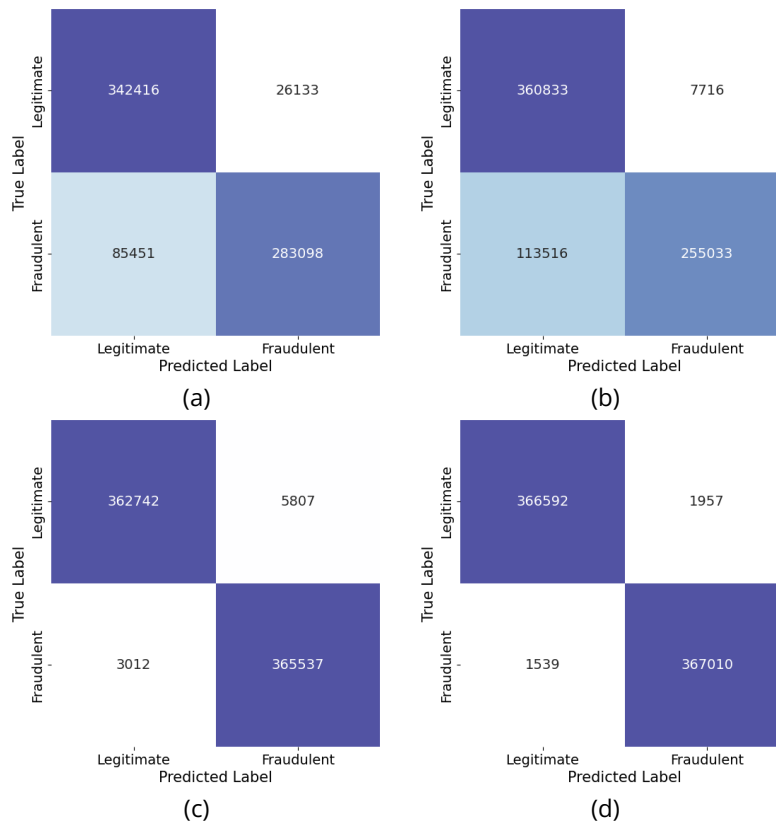 True Label
Legitimate
342416
26133
Fraudulent
85451
283098
Legitimate
Fraudulent
Predicted Label
(a)
True Label
Legitimate
360833
7716
Fraudulent
113516
255033
Legitimate
Fraudulent
Predicted Label
(b)
True Label
Legitimate
362742
5807
Fraudulent
3012
365537
Legitimate
Fraudulent
Predicted Label
(c)
True Label
Legitimate
366592
1957
Fraudulent
1539
367010
Legitimate
Fraudulent
Predicted Label
(d)